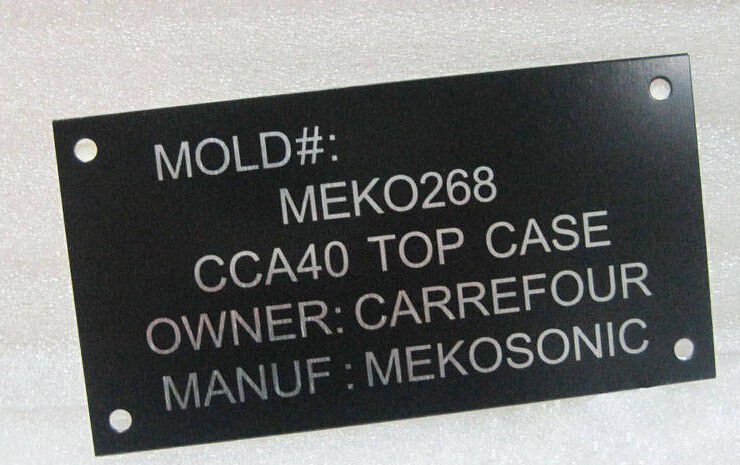 MOLD#:
MEKO268
CCA40 TOP CASE
OWNER: CARREFOUR
MANUF : MEKOSONIC